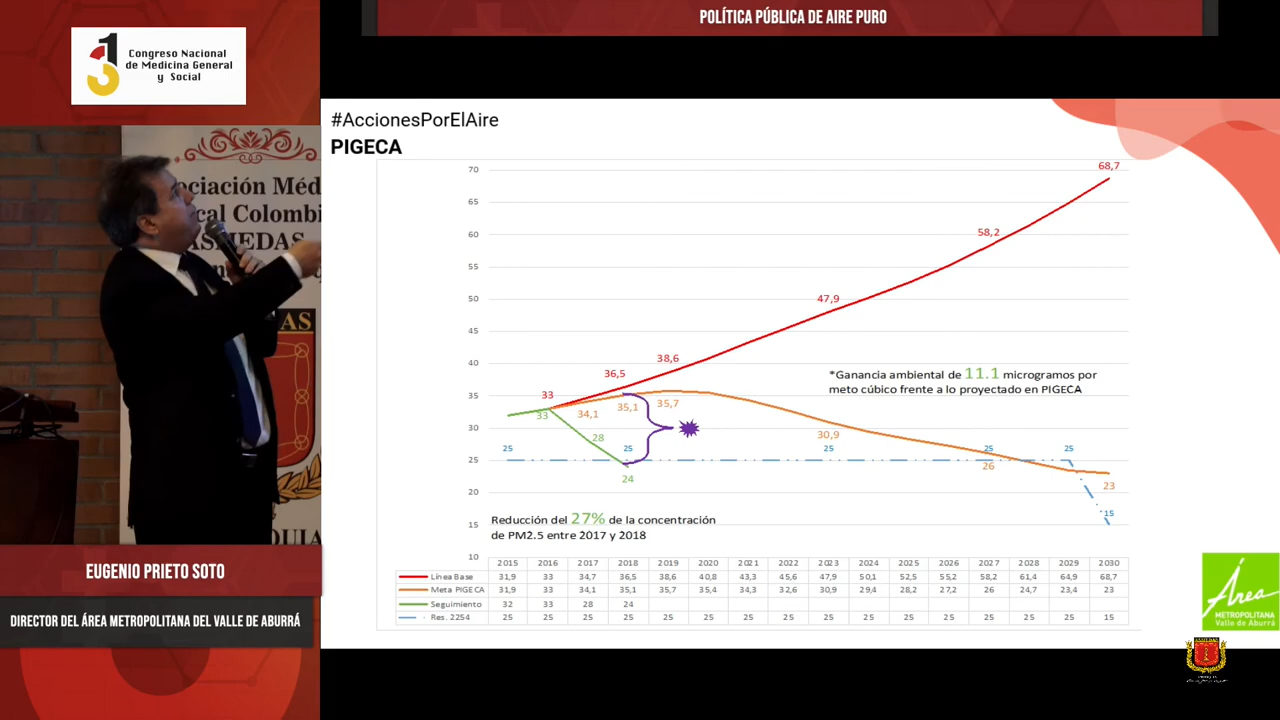 POLÍTICA PÚBLICA DE AIRE PURO
13
Congreso Nacional
de Medicina General
y Social
ociación Méd
cal Colombi
ASMEDAS
AS
QUIA
EUGENIO PRIETO SOTO
DIRECTOR DEL ÁREA METROPOLITANA DEL VALLE DE ABURRÁ
#AccionesPorElAire
PIGECA
70
65
60
55
50
45
40
35
30
25
20
15
10
68,7
58,2
47,9
38,6
36,5
33
33
34,1
35,1
35,7
30,9
26
23
28
24
25
25
25
25
25
15
*Ganancia ambiental de 11.1 microgramos por
meto cúbico frente a lo proyectado en PIGECA
Reducción del 27% de la concentración
de PM2.5 entre 2017 y 2018
2015 2016 2017 2018 2019 2020 2021 2022 2023 2024 2025 2026 2027 2028 2029 2030
Línea Base 31,9 33 34,7 36,5 38,6 40,8 43,3 45,6 47,9 50,1 52,5 55,2 58,2 61,4 64,9 68,7
Meta PIGECA 31,9 33 34,1 35,1 35,7 35,4 34,3 32,6 30,9 29,4 28,2 27,2 26 24,7 23,4 23
Seguimiento 32 33 28 24
Res. 2254 25 25 25 25 25 25 25 25 25 25 25 25 25 25 25 15
Área
METROPOLITANA
Valle de Aburrá